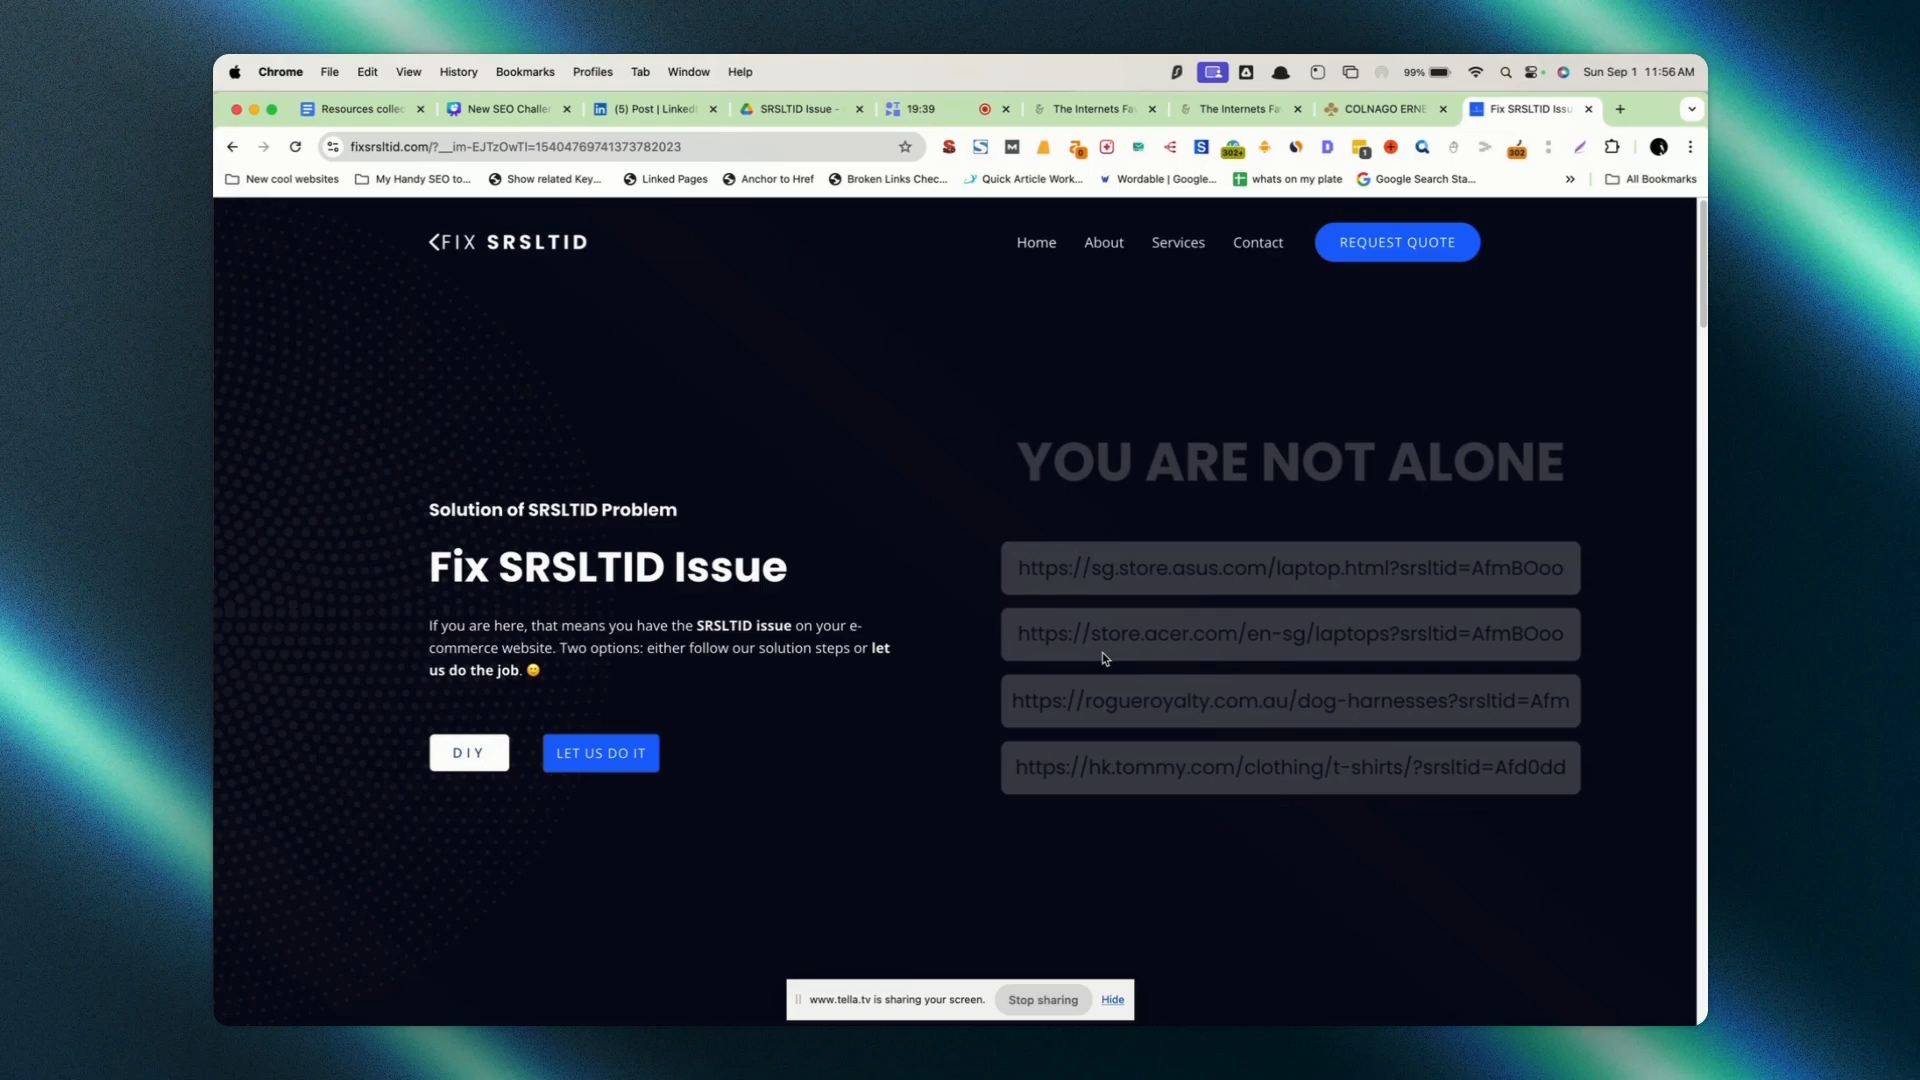 Chrome File Edit View History Bookmarks Profiles Tab Window Help 99% Sun Sep 1 11:56 AM
Resources collec New SEO Challe (5) Post | Linked SRSLTID Issue - 19:39 The Internets Fa The Internets Fa COLNAGO ERNE Fix SRSLTID Issu
fixsrsltid.com/?__im-EJTzOwTI=15404769741373782023 0 302+ 1 302
New cool websites My Handy SEO to... Show related Key... Linked Pages Anchor to Href Broken Links Chec... Quick Article Work... Wordable | Google... whats on my plate Google Search Sta... » All Bookmarks
FIX SRSLTID Home About Services Contact REQUEST QUOTE
YOU ARE NOT ALONE
Solution of SRSLTID Problem
Fix SRSLTID Issue
If you are here, that means you have the SRSLTID issue on your e-
commerce website. Two options: either follow our solution steps or let
us do the job. 😊
DIY LET US DO IT
https://sg.store.asus.com/laptop.html?srsltid=AfmBOoo
https://store.acer.com/en-sg/laptops?srsltid=AfmBOoo
https://rogueroyalty.com.au/dog-harnesses?srsltid=Afm
https://hk.tommy.com/clothing/t-shirts/?srsltid=Afd0dd
www.tella.tv is sharing your screen. Stop sharing Hide